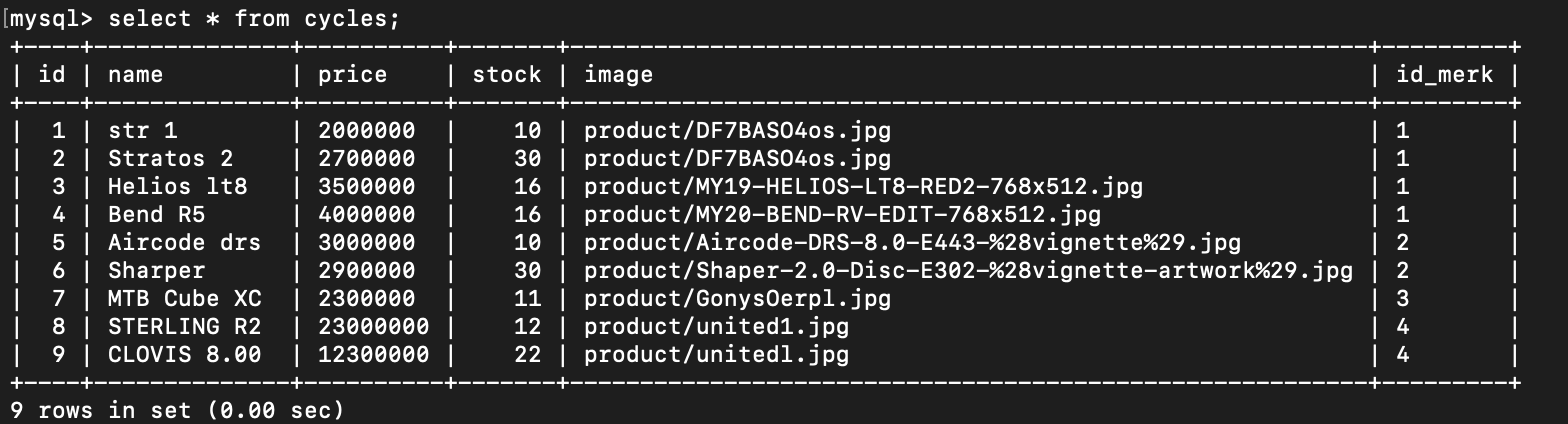 [mysql> select * from cycles;
+----+---------------+----------+-------+---------------------------------------------------------+---------+
| id | name          | price    | stock | image                                                   | id_merk |
+----+---------------+----------+-------+---------------------------------------------------------+---------+
|  1 | str 1         | 2000000  |    10 | product/DF7BASO4os.jpg                                  | 1       |
|  2 | Stratos 2     | 2700000  |    30 | product/DF7BASO4os.jpg                                  | 1       |
|  3 | Helios lt8    | 3500000  |    16 | product/MY19-HELIOS-LT8-RED2-768x512.jpg                | 1       |
|  4 | Bend R5       | 4000000  |    16 | product/MY20-BEND-RV-EDIT-768x512.jpg                   | 1       |
|  5 | Aircode drs   | 3000000  |    10 | product/Aircode-DRS-8.0-E443-%28vignette%29.jpg         | 2       |
|  6 | Sharper       | 2900000  |    30 | product/Shaper-2.0-Disc-E302-%28vignette-artwork%29.jpg | 2       |
|  7 | MTB Cube XC   | 2300000  |    11 | product/GonysOerpl.jpg                                  | 3       |
|  8 | STERLING R2   | 23000000 |    12 | product/united1.jpg                                     | 4       |
|  9 | CLOVIS 8.00   | 12300000 |    22 | product/unitedl.jpg                                     | 4       |
+----+---------------+----------+-------+---------------------------------------------------------+---------+
9 rows in set (0.00 sec)